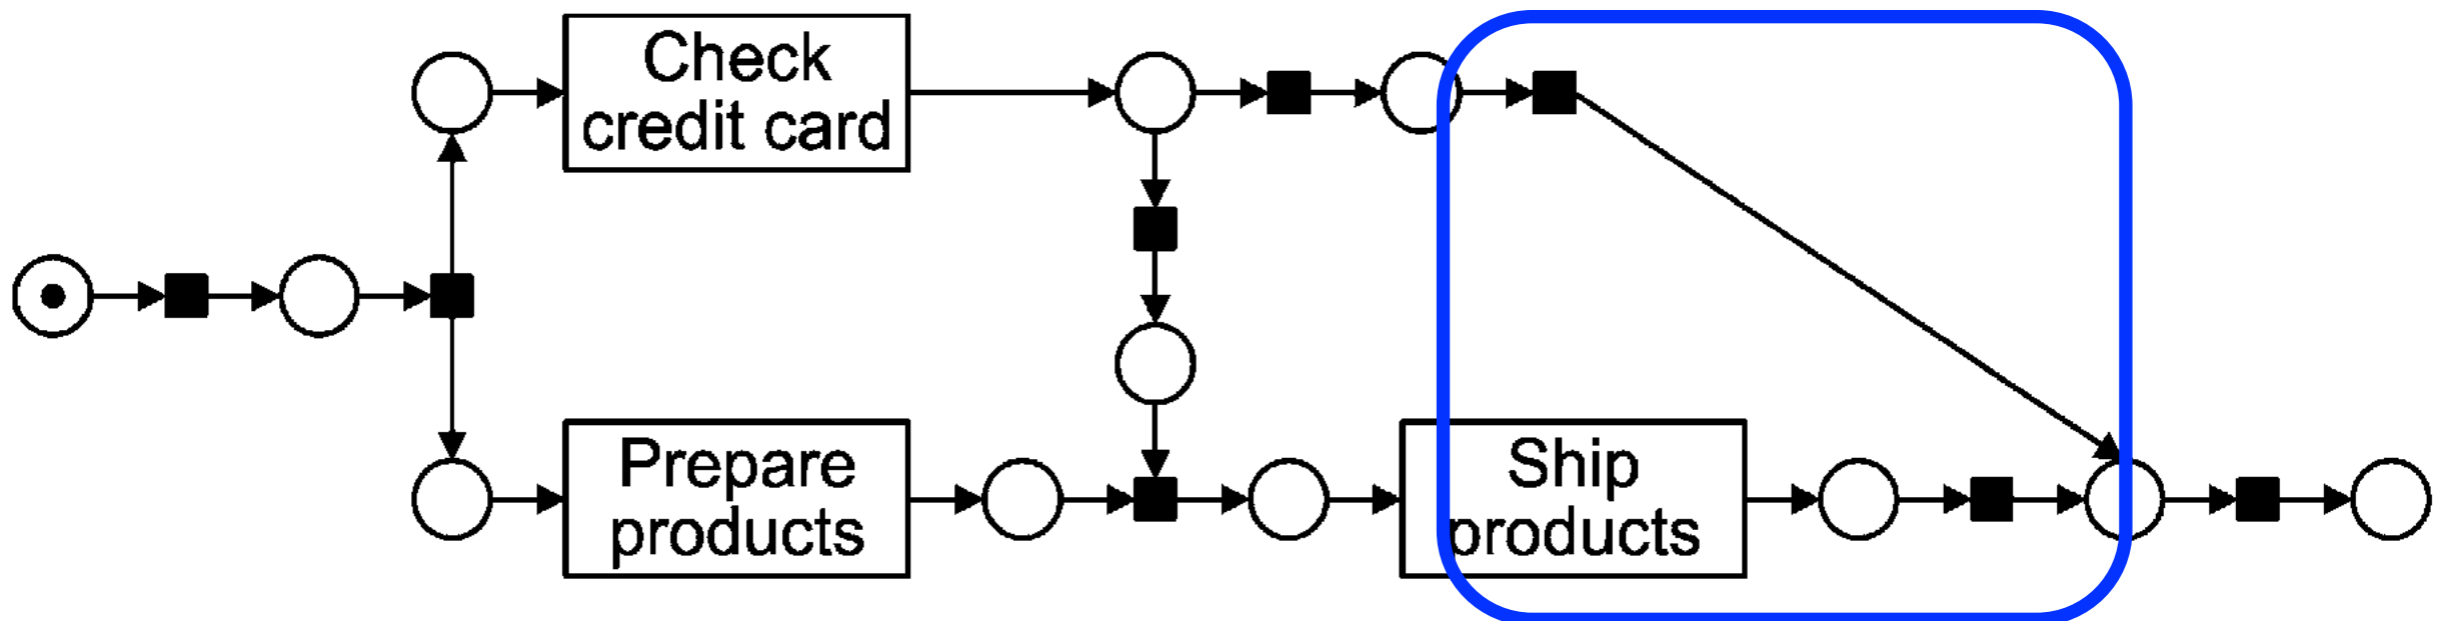 Check
credit card
Prepare
products
Ship
products